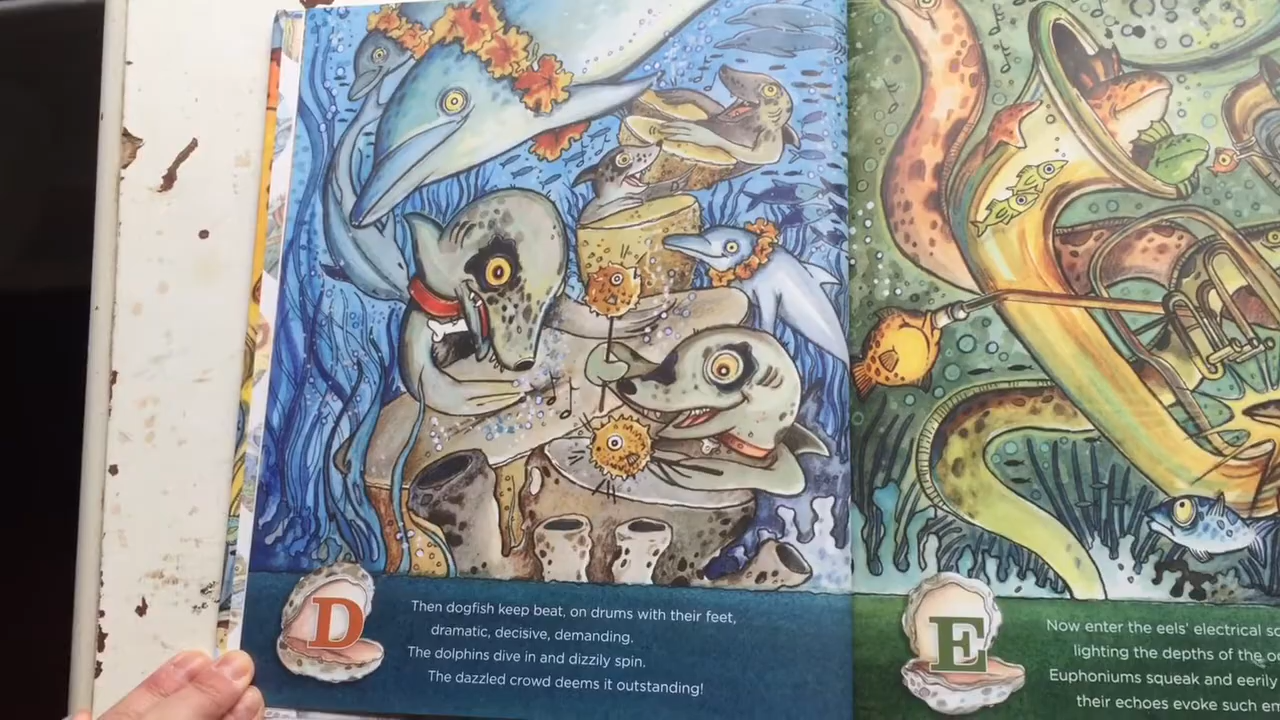 D
Then dogfish keep beat, on drums with their feet,
dramatic, decisive, demanding.
The dolphins dive in and dizzily spin.
The dazzled crowd deems it outstanding!
E
Now enter the eels' electrical
lighting the depths of the
Euphoniums squeak and eerily
their echoes evoke such